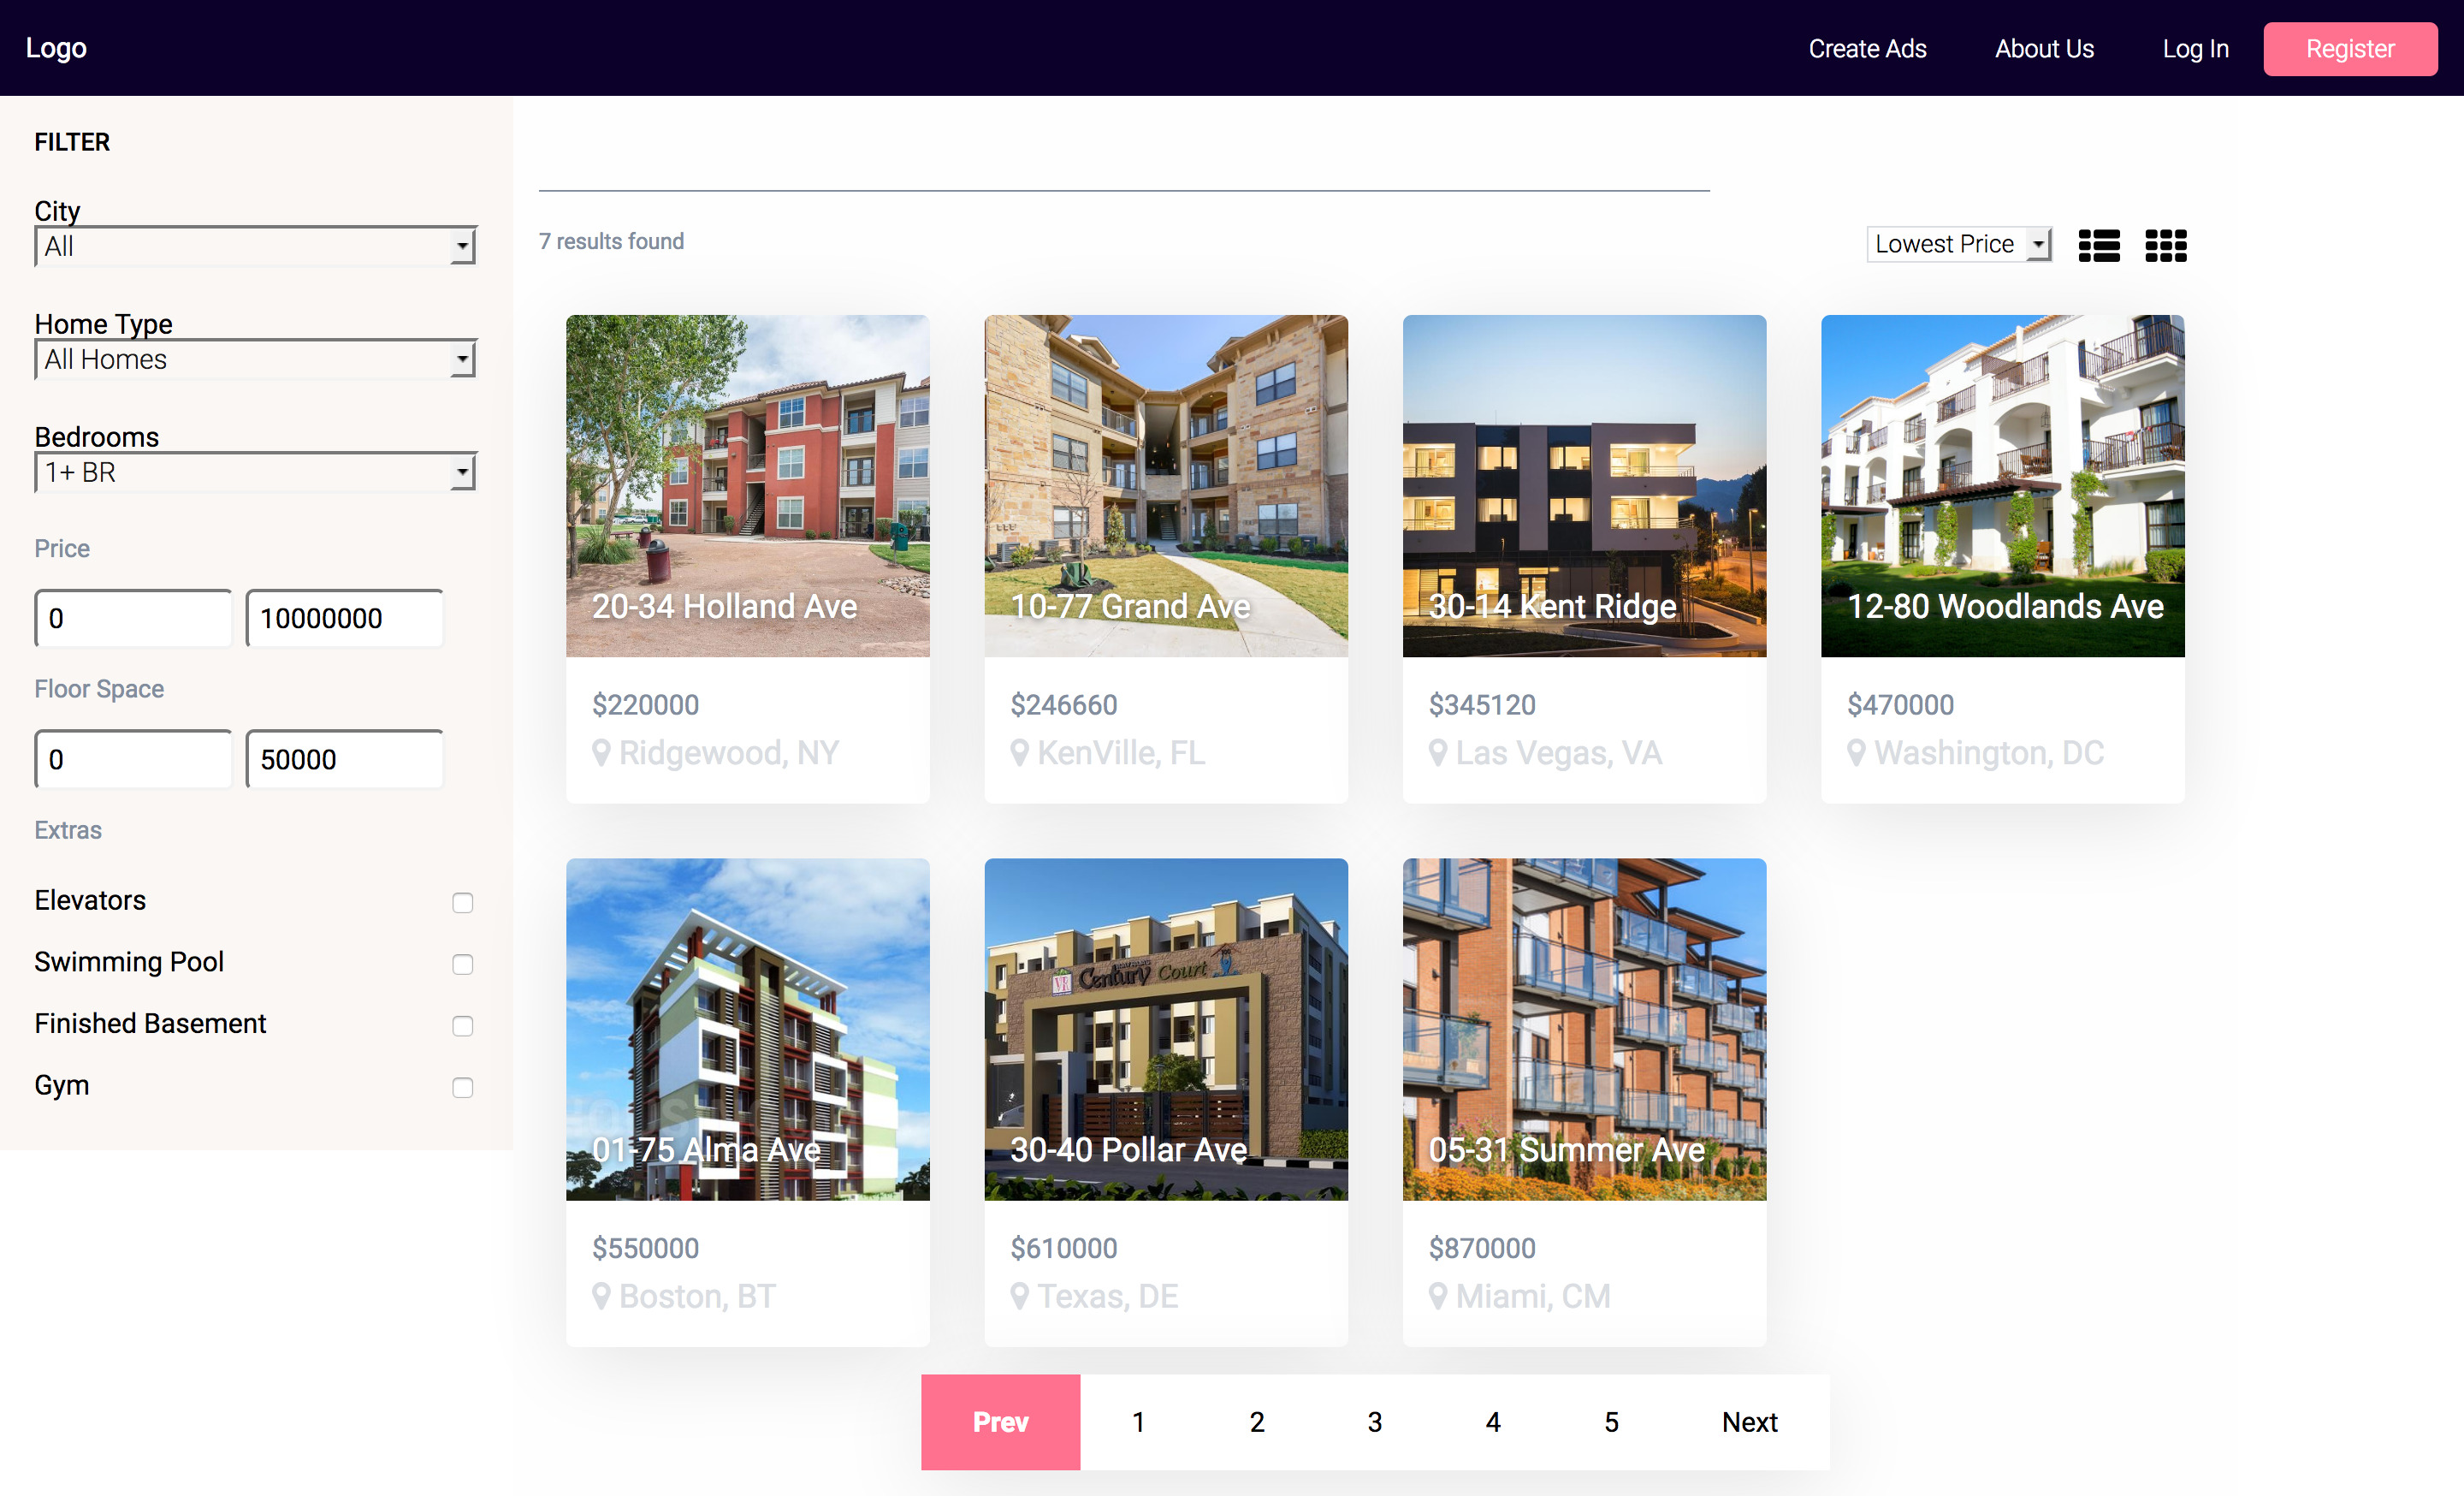 Logo
Create Ads
About Us
Log In
Register
FILTER
City
All
Home Type
All Homes
Bedrooms
1+ BR
Price
0
10000000
Floor Space
0
50000
Extras
Elevators
Swimming Pool
Finished Basement
Gym
7 results found
Lowest Price
20-34 Holland Ave
$220000
Ridgewood, NY
10-77 Grand Ave
$246660
KenVille, FL
30-14 Kent Ridge
$345120
Las Vegas, VA
12-80 Woodlands Ave
$470000
Washington, DC
01-75 Alma Ave
$550000
Boston, BT
VR
Century Court
30-40 Pollar Ave
$610000
Texas, DE
05-31 Summer Ave
$870000
Miami, CM
Prev
1
2
3
4
5
Next